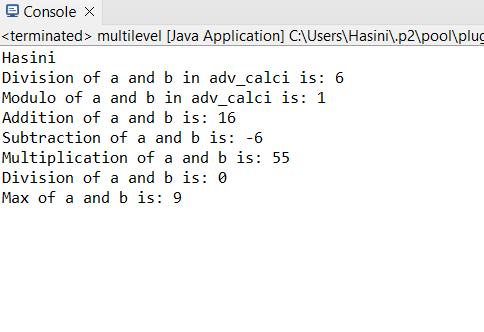 Console
<terminated> multilevel [Java Application] C:\Users\Hasini\.p2\pool\plug
Hasini
Division of a and b in adv_calci is: 6
Modulo of a and b in adv_calci is: 1
Addition of a and b is: 16
Subtraction of a and b is: -6
Multiplication of a and b is: 55
Division of a and b is: 0
Max of a and b is: 9